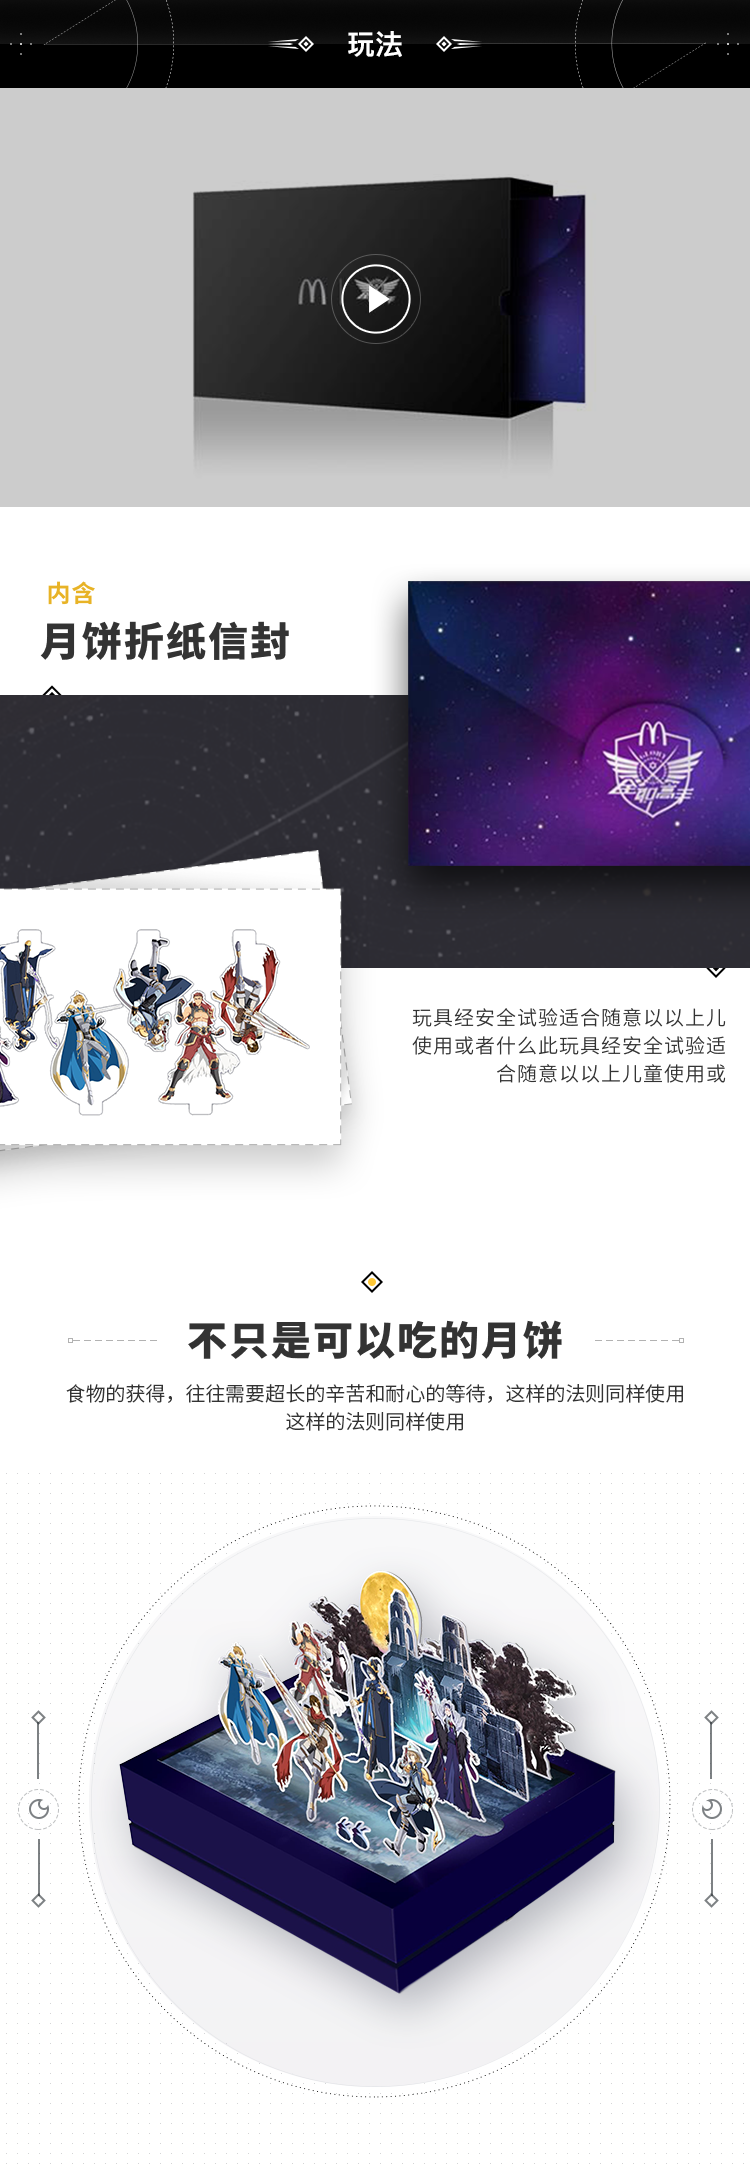 玩法
内含
月饼折纸信封
GLORY
全职高手
玩具经安全试验适合随意以以上儿
使用或者什么此玩具经安全试验适
合随意以以上儿童使用或
不只是可以吃的月饼
食物的获得，往往需要超长的辛苦和耐心的等待，这样的法则同样使用
这样的法则同样使用